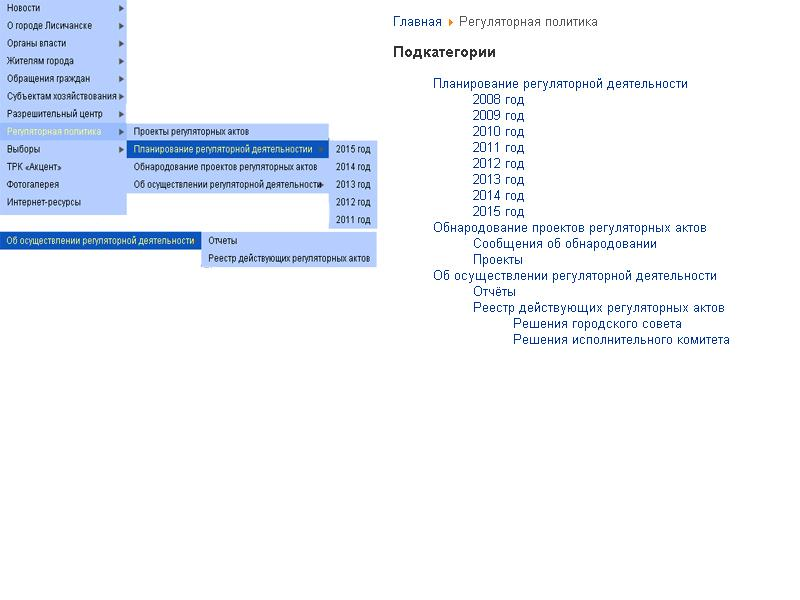 Новости
О городе Лисичанске
Органы власти
Жителям города
Обращения граждан
Субъектам хозяйствования
Разрешительный центр
Регуляторная политика
Выборы
ТРК «Акцент»
Фотогалерея
Интернет-ресурсы
Проекты регуляторных актов
Планирование регуляторной деятельности
Обнародование проектов регуляторных актов
Об осуществлении регуляторной деятельности
2015 год
2014 год
2013 год
2012 год
2011 год
Об осуществлении регуляторной деятельности
Отчеты
Реестр действующих регуляторных актов
Главная Регуляторная политика
Подкатегории
Планирование регуляторной деятельности
2008 год
2009 год
2010 год
2011 год
2012 год
2013 год
2014 год
2015 год
Обнародование проектов регуляторных актов
Сообщения об обнародовании
Проекты
Об осуществлении регуляторной деятельности
Отчёты
Реестр действующих регуляторных актов
Решения городского совета
Решения исполнительного комитета